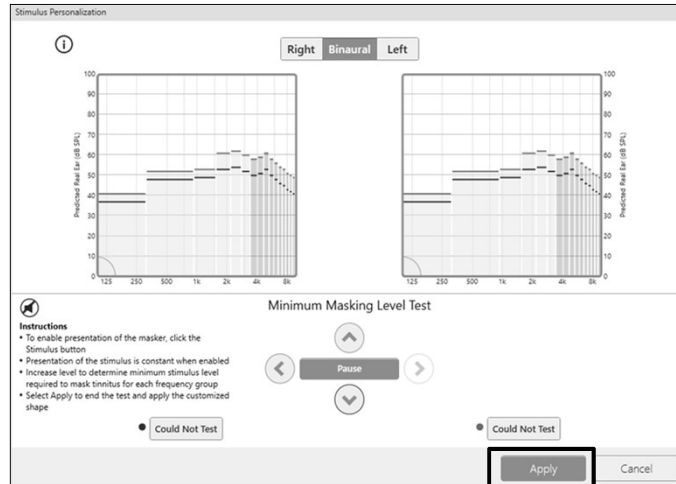 Stimulus Personalization
Right Binaural Left
100
90
80
70
60
50
40
30
20
10
0
Predicted Real Ear (dB SPL)
125 250 500 1k 2k 4k 8k
100
90
80
70
60
50
40
30
20
10
0
Predicted Real Ear (dB SPL)
125 250 500 1k 2k 4k 8k
Minimum Masking Level Test
Instructions
• To enable presentation of the masker, click the
Stimulus button
• Presentation of the stimulus is constant when enabled
• Increase level to determine minimum stimulus level
required to mask tinnitus for each frequency group
• Select Apply to end the test and apply the customized
shape
Pause
Could Not Test
Could Not Test
Apply
Cancel